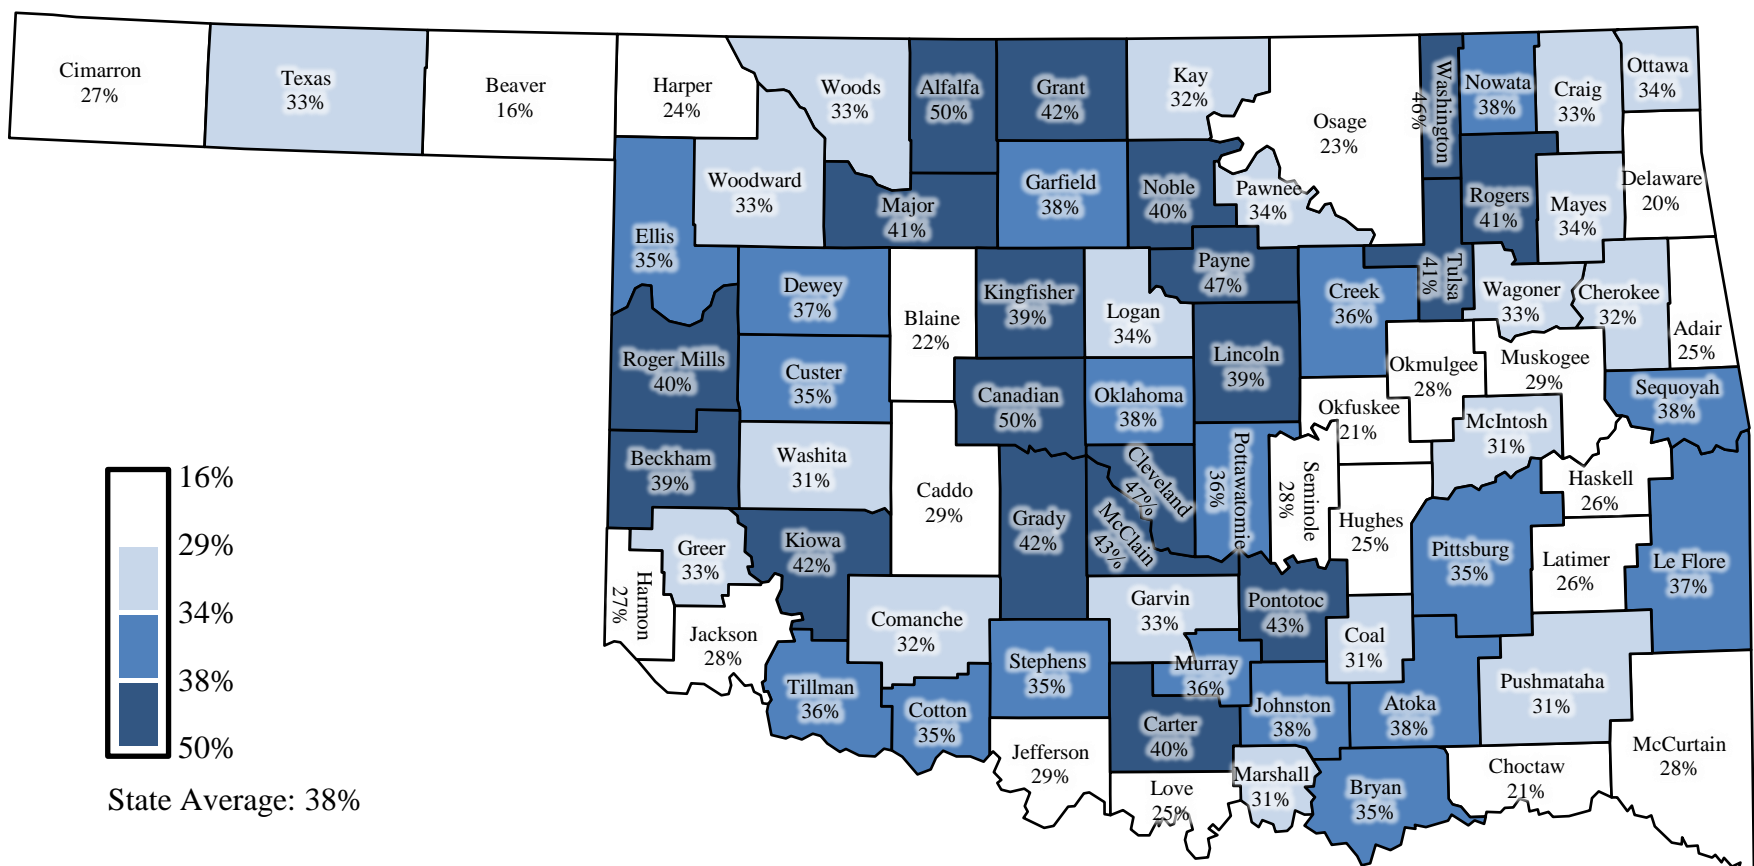 Cimarron
27%
Texas
33%
Beaver
16%
Harper
24%
Woods
33%
Alfalfa
50%
Grant
42%
Kay
32%
Osage
23%
Washington
46%
Nowata
38%
Craig
33%
Ottawa
34%
Woodward
33%
Major
41%
Garfield
38%
Noble
40%
Pawnee
34%
Rogers
41%
Mayes
34%
Delaware
20%
Ellis
35%
Dewey
37%
Blaine
22%
Kingfisher
39%
Logan
34%
Payne
47%
Creek
36%
Tulsa
41%
Wagoner
33%
Cherokee
32%
Adair
25%
Roger Mills
40%
Custer
35%
Canadian
50%
Oklahoma
38%
Lincoln
39%
Okmulgee
28%
Muskogee
29%
Sequoyah
38%
Okfuskee
21%
McIntosh
31%
Beckham
39%
Washita
31%
Caddo
29%
Grady
42%
Cleveland
47%
McClain
43%
Pottawatomie
36%
Seminole
28%
Hughes
25%
Haskell
26%
Pittsburg
35%
Latimer
26%
Le Flore
37%
Greer
33%
Kiowa
42%
Harmon
27%
Jackson
28%
Comanche
32%
Garvin
33%
Pontotoc
43%
Coal
31%
Tillman
36%
Cotton
35%
Stephens
35%
Murray
36%
Carter
40%
Johnston
38%
Atoka
38%
Pushmataha
31%
McCurtain
28%
Jefferson
29%
Love
25%
Marshall
31%
Bryan
35%
Choctaw
21%
16%
29%
34%
38%
50%
State Average: 38%